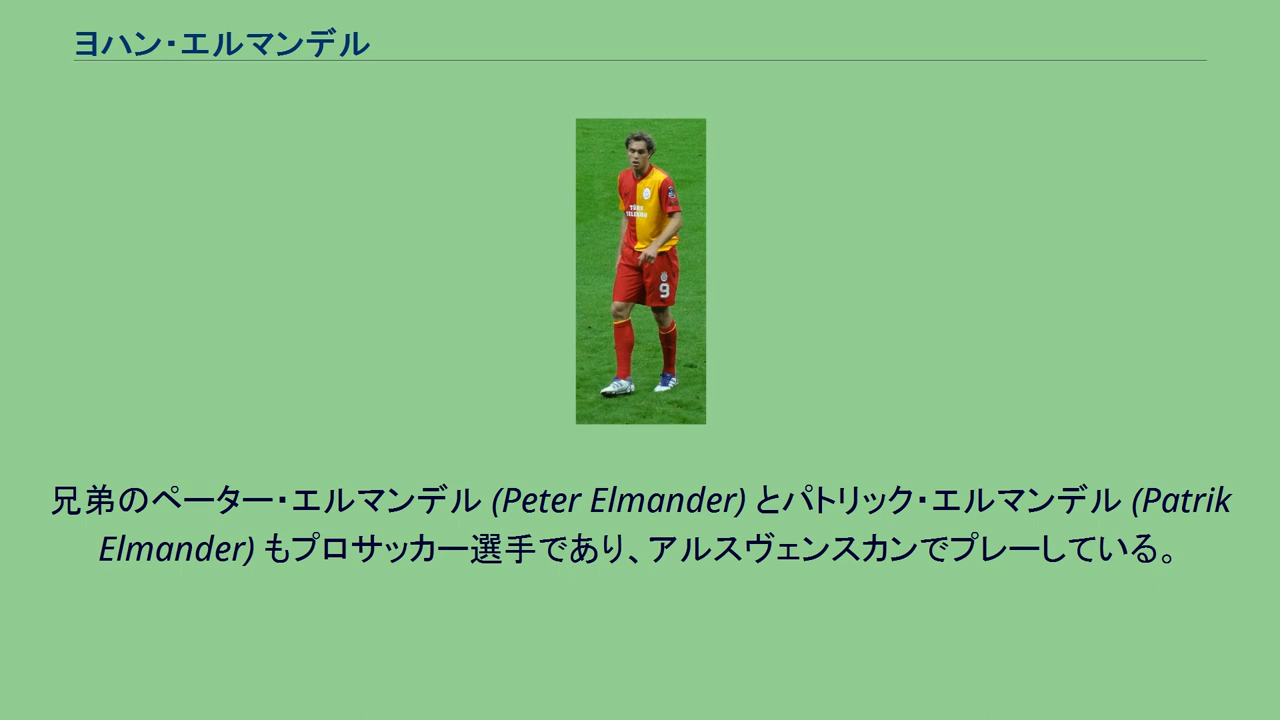 ヨハン・エルマンデル
TÜRK
TELEKOM
9
兄弟のペーター・エルマンデル (Peter Elmander) とパトリック・エルマンデル (Patrik
Elmander) もプロサッカー選手であり、アルスヴェンスカンでプレーしている。